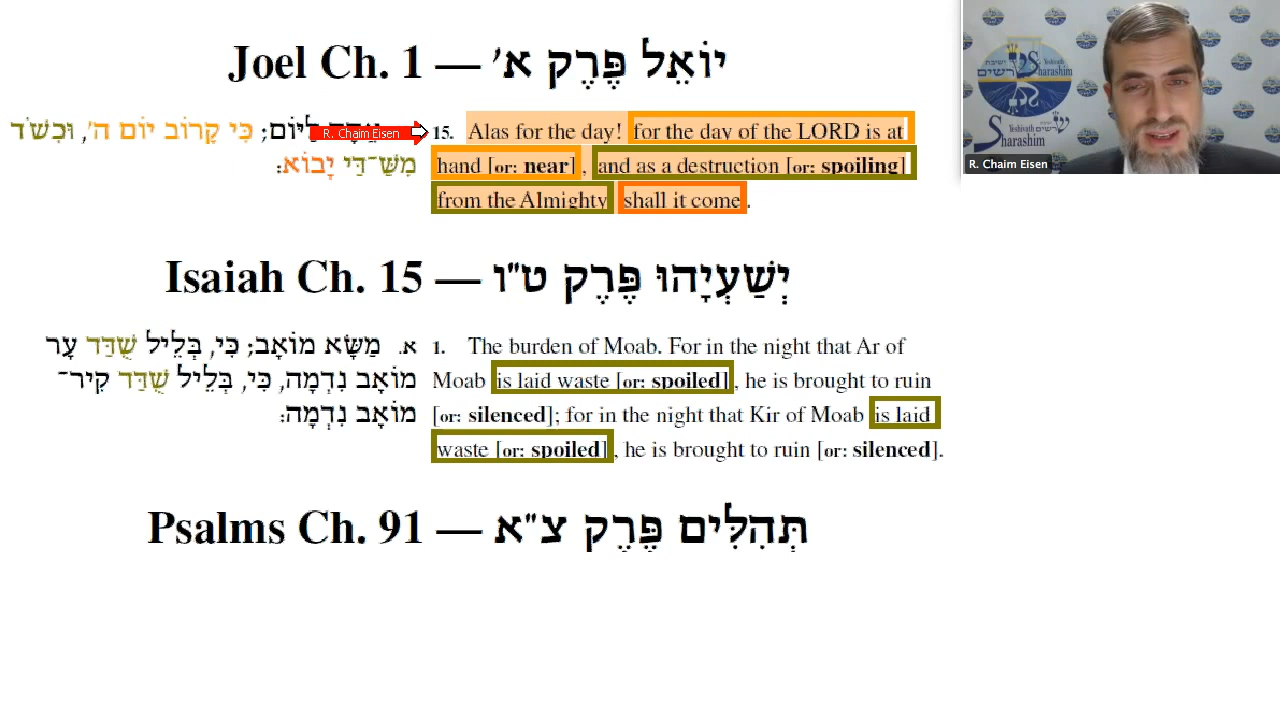 Joel Ch. 1 — יוֹאֵל פֶּרֶק א׳
לַיּוֹם; כִּי קָרוֹב יוֹם ה׳, וּכְשֹׁד
מִשַּׁ־דַּי יָבוֹא:
R. Chaim Eisen
15. Alas for the day! for the day of the LORD is at
hand [or: near], and as a destruction [or: spoiling]
from the Almighty shall it come.
Isaiah Ch. 15 — יְשַׁעְיָהוּ פֶּרֶק ט״ו
א. מַשָּׂא מוֹאָב; כִּי, בְּלֵיל שֻׁדַּד עָר
מוֹאָב נִדְמָה, כִּי, בְּלֵיל שֻׁדַּד קִיר־
מוֹאָב נִדְמָה:
1. The burden of Moab. For in the night that Ar of
Moab is laid waste [or: spoiled], he is brought to ruin
[or: silenced]; for in the night that Kir of Moab is laid
waste [or: spoiled], he is brought to ruin [or: silenced].
Psalms Ch. 91 — תְּהִלִּים פֶּרֶק צ״א
ישיבת
שרשים Sharashim
Yeshivath שרשים
Sharashim
R. Chaim Eisen